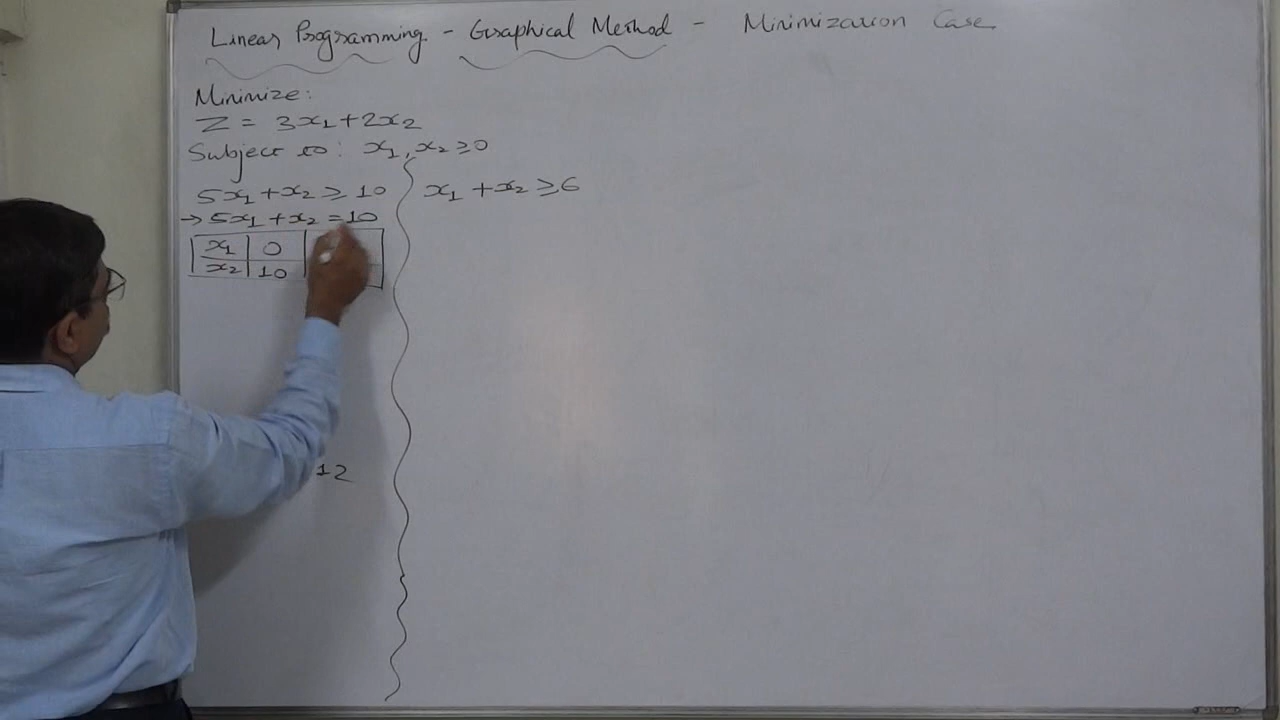 Linear Programming - Graphical Method - Minimization Case
Minimize:
Z = 3x₁ + 2x₂
Subject to: x₁, x₂ ≥ 0
5x₁ + x₂ ≥ 10
→ 5x₁ + x₂ = 10
x₁ 0
x₂ 10
12
x₁ + x₂ ≥ 6